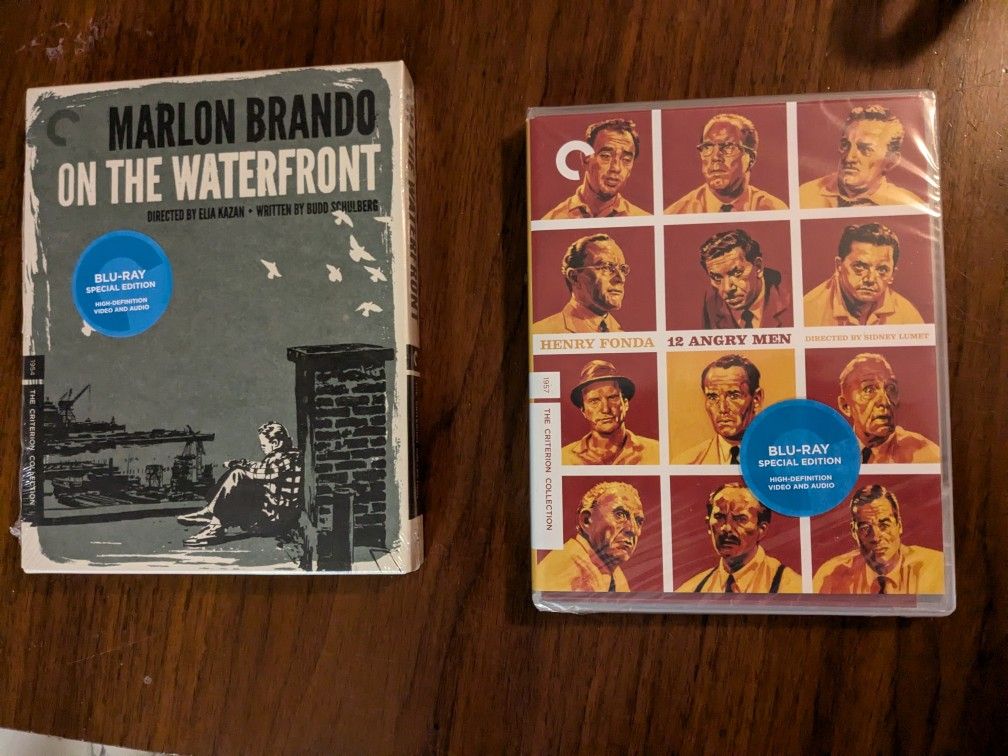 MARLON BRANDO
ON THE WATERFRONT
DIRECTED BY ELIA KAZAN • WRITTEN BY BUDD SCHULBERG
BLU-RAY
SPECIAL EDITION
HIGH-DEFINITION
VIDEO AND AUDIO
1954
THE CRITERION COLLECTION
ON THE WATERFRONT
HENRY FONDA
12 ANGRY MEN
DIRECTED BY SIDNEY LUMET
1957
THE CRITERION COLLECTION
BLU-RAY
SPECIAL EDITION
HIGH-DEFINITION
VIDEO AND AUDIO